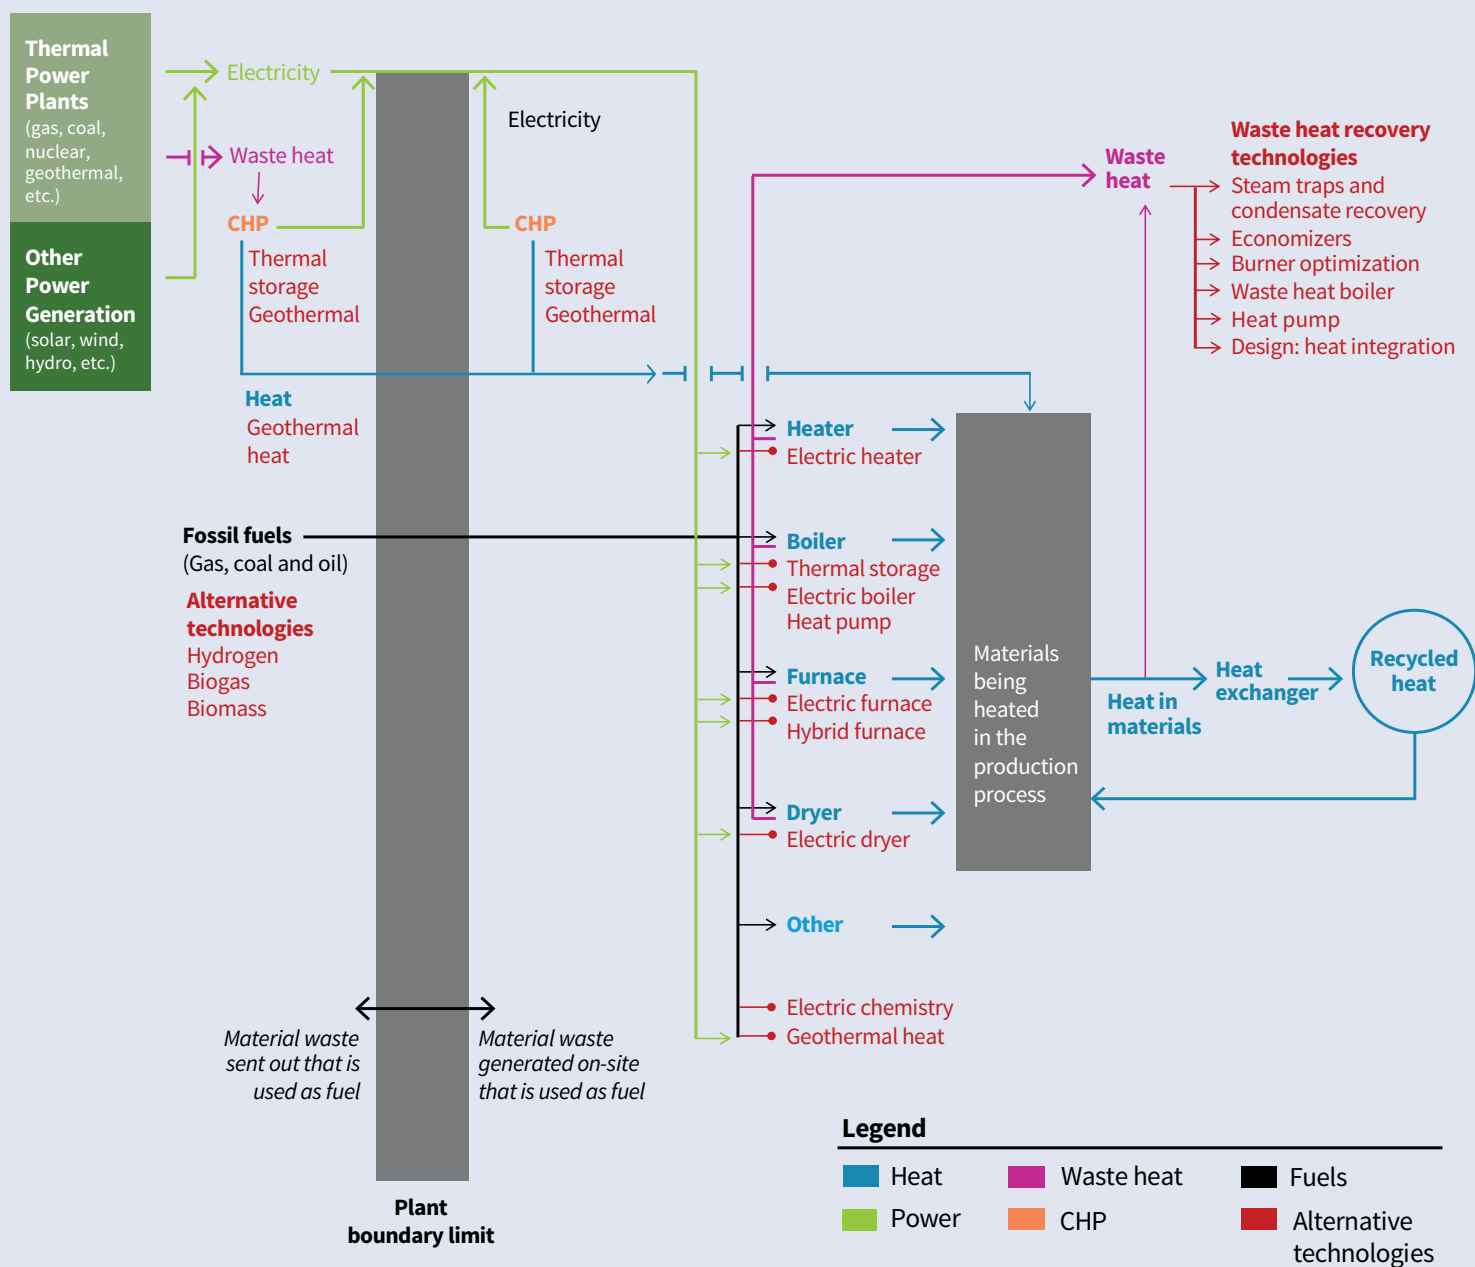 Thermal
Power
Plants
(gas, coal,
nuclear,
geothermal,
etc.)
Other
Power
Generation
(solar, wind,
hydro, etc.)
Electricity
Waste heat
CHP
Thermal
storage
Geothermal
Heat
Geothermal
heat
Electricity
CHP
Thermal
storage
Geothermal
Fossil fuels
(Gas, coal and oil)
Alternative
technologies
Hydrogen
Biogas
Biomass
Heater
Electric heater
Boiler
Thermal storage
Electric boiler
Heat pump
Furnace
Electric furnace
Hybrid furnace
Dryer
Electric dryer
Other
Electric chemistry
Geothermal heat
Materials
being
heated
in the
production
process
Waste
heat
Waste heat recovery
technologies
Steam traps and
condensate recovery
Economizers
Burner optimization
Waste heat boiler
Heat pump
Design: heat integration
Heat in
materials
Heat
exchanger
Recycled
heat
Material waste
sent out that is
used as fuel
Material waste
generated on-site
that is used as fuel
Plant
boundary limit
Legend
Heat
Waste heat
Fuels
Power
CHP
Alternative
technologies